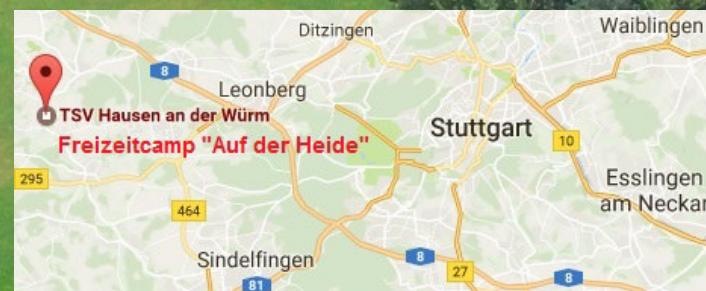 Ditzingen
Waiblingen
8
Leonberg
TSV Hausen an der Würm
Stuttgart
Freizeitcamp "Auf der Heide"
10
295
Esslingen
am Neckar
464
Sindelfingen
8
27
8
81